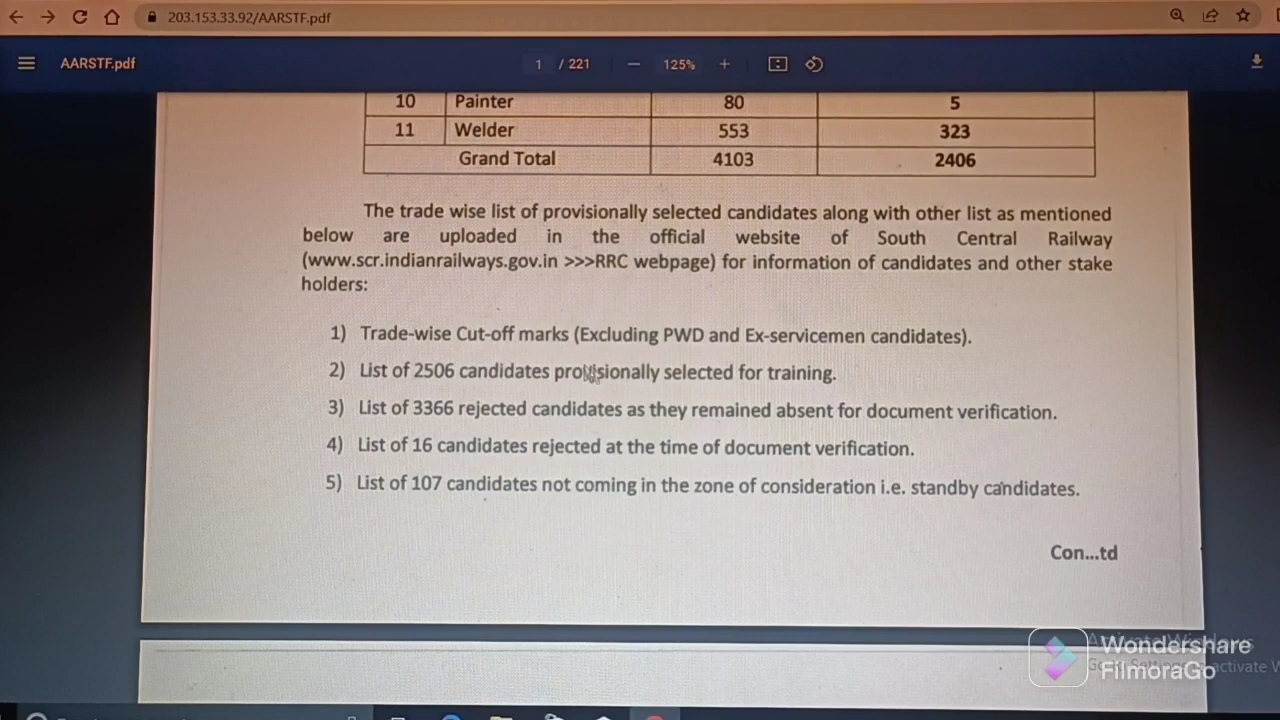 203.153.33.92/AARSTF.pdf
AARSTF.pdf
1 / 221
125%
10 Painter 80 5
11 Welder 553 323
Grand Total 4103 2406
The trade wise list of provisionally selected candidates along with other list as mentioned
below are uploaded in the official website of South Central Railway
(www.scr.indianrailways.gov.in >>>RRC webpage) for information of candidates and other stake
holders:
1) Trade-wise Cut-off marks (Excluding PWD and Ex-servicemen candidates).
2) List of 2506 candidates provisionally selected for training.
3) List of 3366 rejected candidates as they remained absent for document verification.
4) List of 16 candidates rejected at the time of document verification.
5) List of 107 candidates not coming in the zone of consideration i.e. standby candidates.
Con...td
Wondershare
FilmoraGo